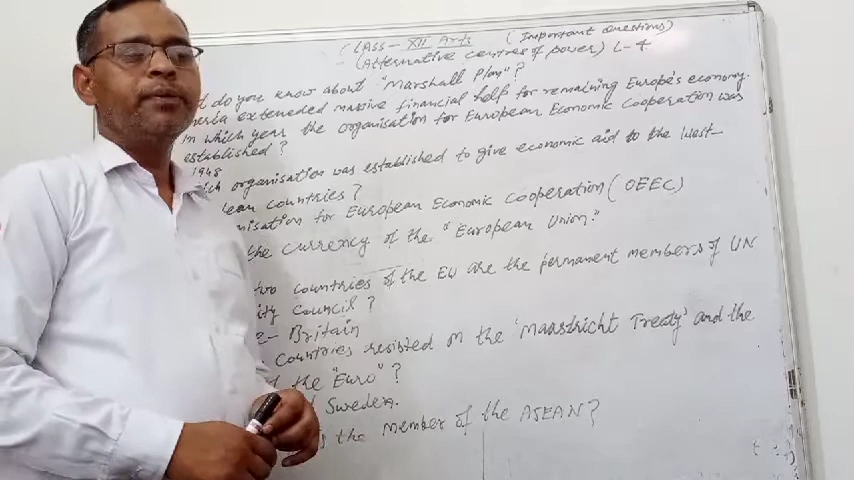 CLASS - XII Arts (Important Questions)
(Alternative centres of power) L-4
do you know about "Marshall Plan"?
exteneded massive financial help for remaining Europe's economy.
in which year the organisation for European Economic Cooperation was
established?
1948
organisation was established to give economic aid to the west-
countries?
for European Economic Cooperation (OEEC)
the currency of the "European Union."
two countries of the EU are the permanent members of UN
Council?
- Britain
countries resisted on the 'Maastricht Treaty' and the
the "Euro"?
Sweden.
the member of the ASEAN?